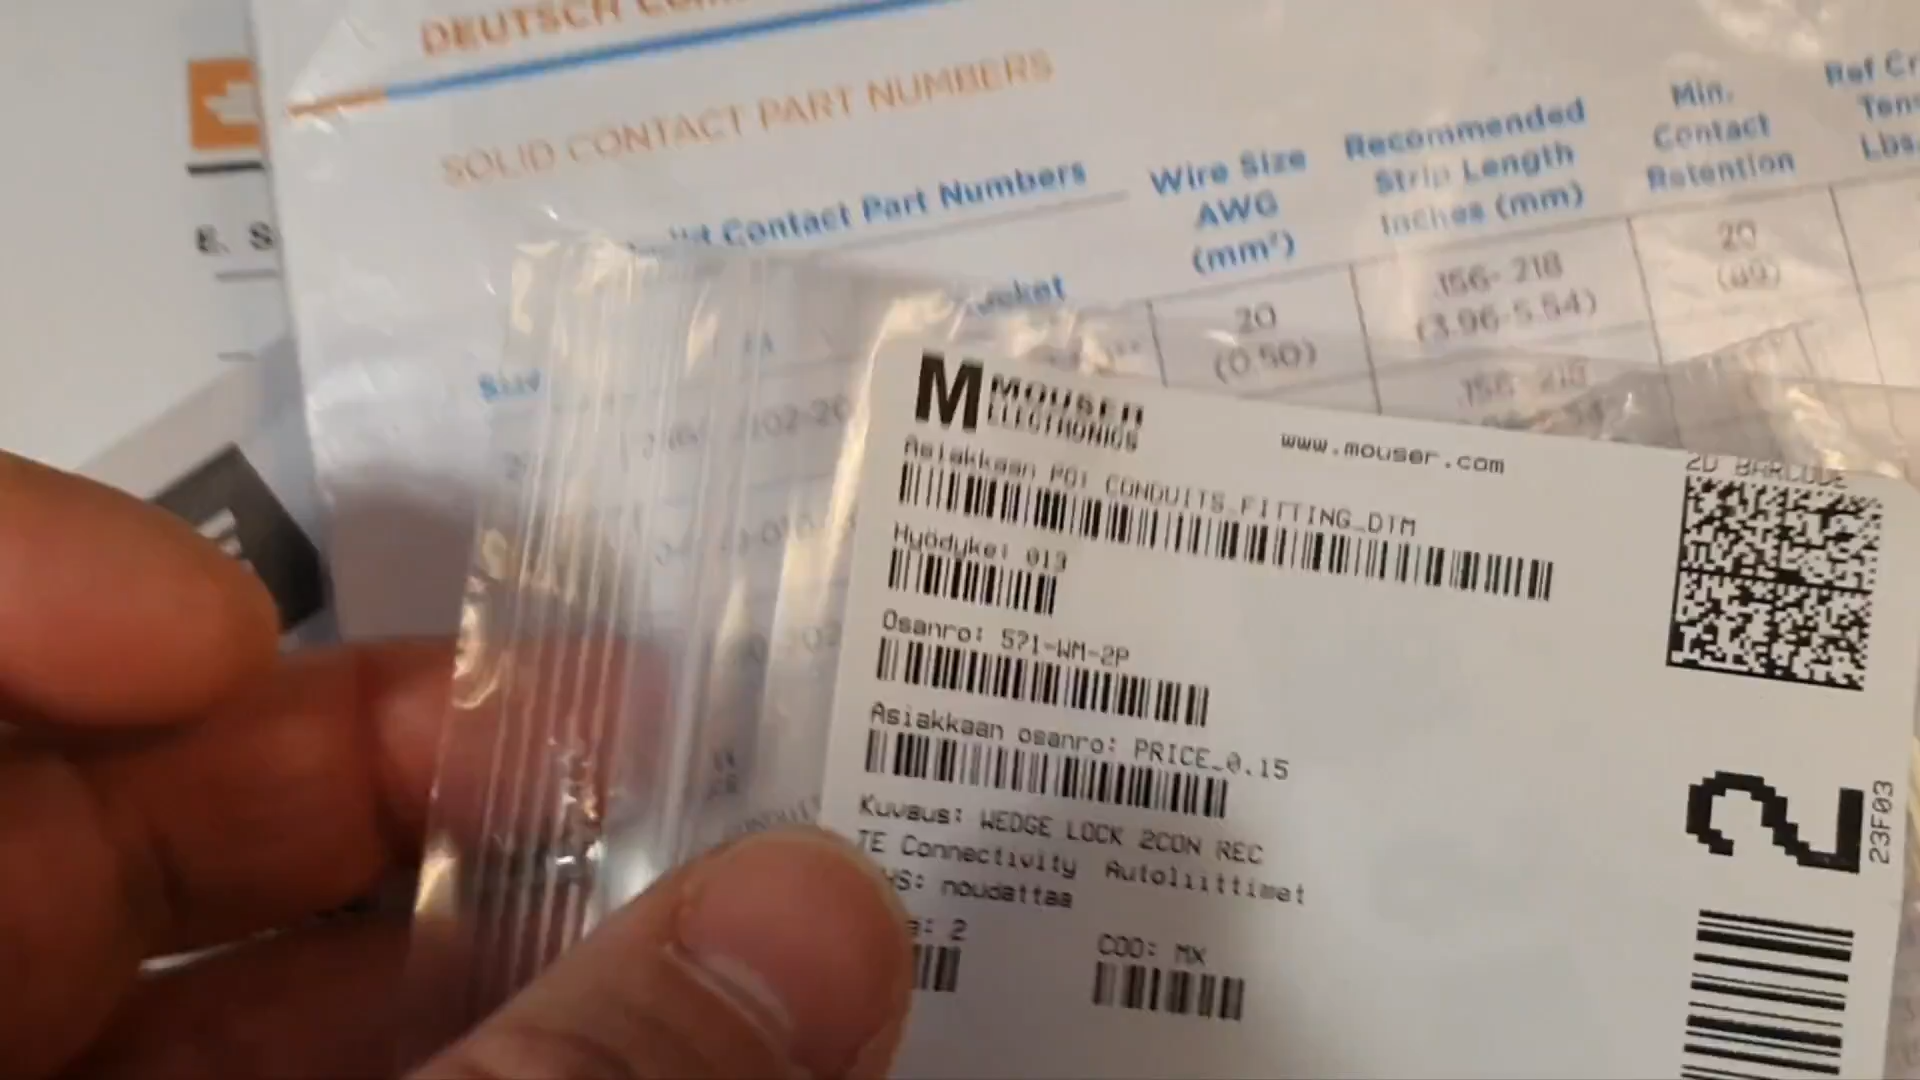 DEUTSCH
SOLID CONTACT PART NUMBERS
Contact Part Numbers
Wire Size
AWG
(mm²)
Recommended
Strip Length
Inches (mm)
Min.
Contact
Retention
Ref
Lbs.
E. S
Size
20
(0.50)
.156-.218
(3.96-5.54)
20
(89)
.156-.218
M MOUSER
ELECTRONICS
www.mouser.com
2D BARCODE
Asiakkaan PO: CONDUITS_FITTING_DTM
Hyödyke: 013
Osanro: 571-WM-2P
Asiakkaan osanro: PRICE_0.15
Kuvaus: WEDGE LOCK 2CON REC
TE Connectivity Autoliittimet
noudattaa
2
COO: MX
2
23F03